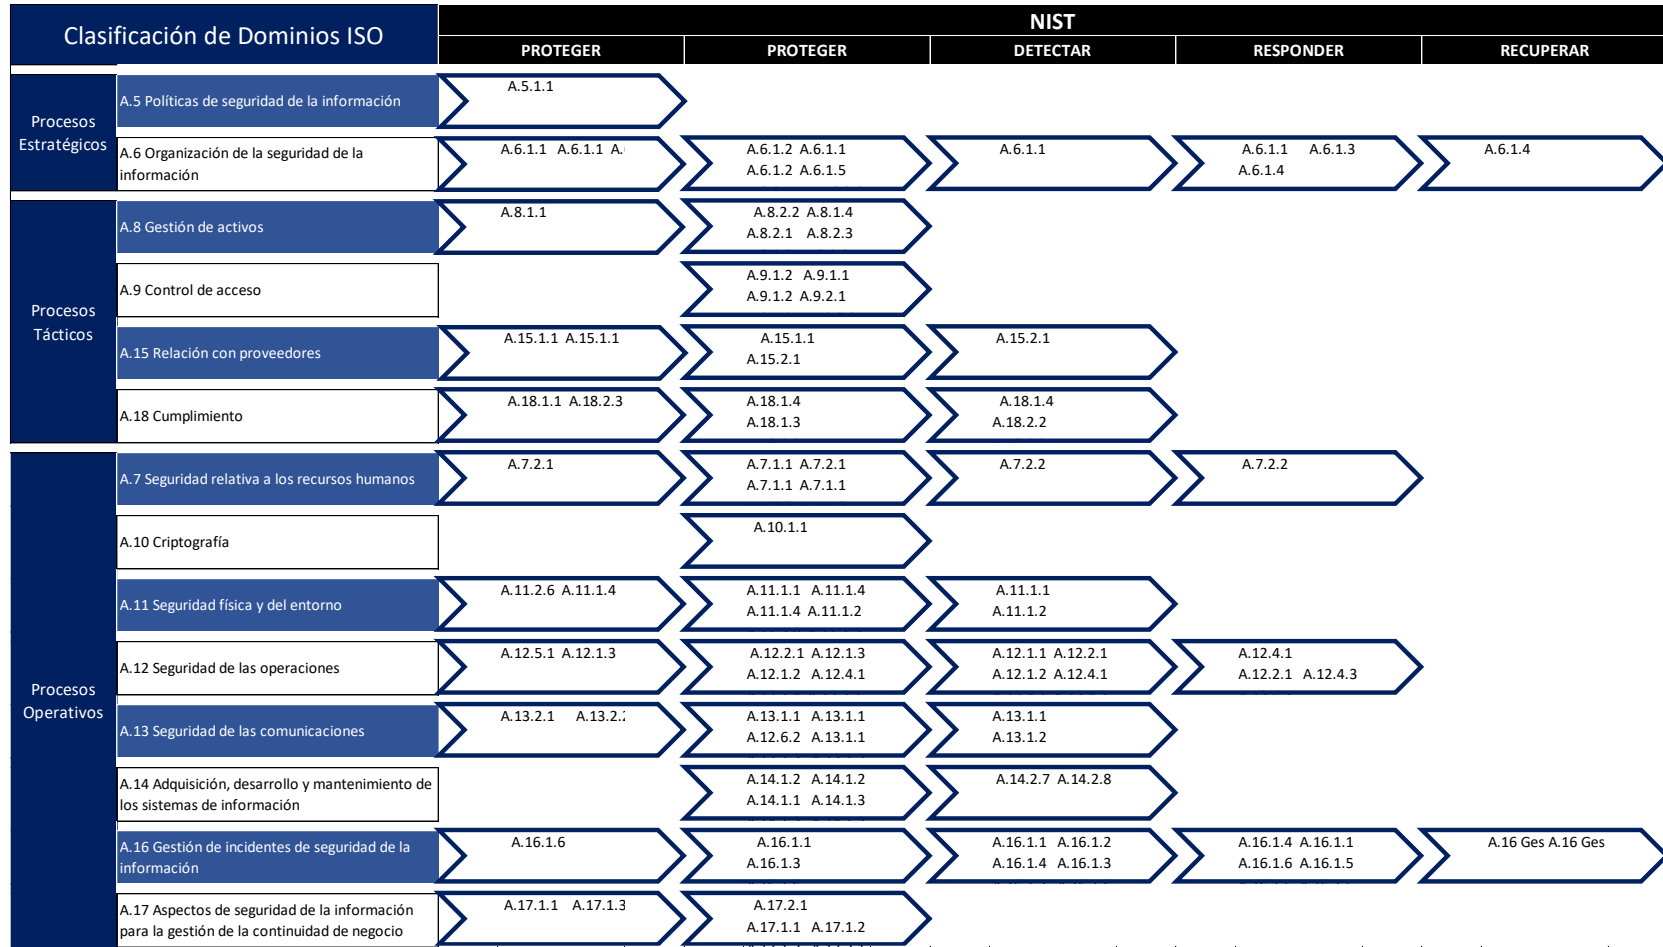 Clasificación de Dominios ISO
NIST
PROTEGER PROTEGER DETECTAR RESPONDER RECUPERAR
Procesos
Estratégicos
A.5 Políticas de seguridad de la información
A.5.1.1
A.6 Organización de la seguridad de la
información
A.6.1.1 A.6.1.1
A.6.1.2 A.6.1.1
A.6.1.2 A.6.1.5
A.6.1.1
A.6.1.1 A.6.1.3
A.6.1.4
A.6.1.4
Procesos
Tácticos
A.8 Gestión de activos
A.8.1.1
A.8.2.2 A.8.1.4
A.8.2.1 A.8.2.3
A.9 Control de acceso
A.9.1.2 A.9.1.1
A.9.1.2 A.9.2.1
A.15 Relación con proveedores
A.15.1.1 A.15.1.1
A.15.1.1
A.15.2.1
A.15.2.1
A.18 Cumplimiento
A.18.1.1 A.18.2.3
A.18.1.4
A.18.1.3
A.18.1.4
A.18.2.2
Procesos
Operativos
A.7 Seguridad relativa a los recursos humanos
A.7.2.1
A.7.1.1 A.7.2.1
A.7.1.1 A.7.1.1
A.7.2.2
A.7.2.2
A.10 Criptografía
A.10.1.1
A.11 Seguridad física y del entorno
A.11.2.6 A.11.1.4
A.11.1.1 A.11.1.4
A.11.1.4 A.11.1.2
A.11.1.1
A.11.1.2
A.12 Seguridad de las operaciones
A.12.5.1 A.12.1.3
A.12.2.1 A.12.1.3
A.12.1.2 A.12.4.1
A.12.1.1 A.12.2.1
A.12.1.2 A.12.4.1
A.12.4.1
A.12.2.1 A.12.4.3
A.13 Seguridad de las comunicaciones
A.13.2.1 A.13.2.2
A.13.1.1 A.13.1.1
A.12.6.2 A.13.1.1
A.13.1.1
A.13.1.2
A.14 Adquisición, desarrollo y mantenimiento de
los sistemas de información
A.14.1.2 A.14.1.2
A.14.1.1 A.14.1.3
A.14.2.7 A.14.2.8
A.16 Gestión de incidentes de seguridad de la
información
A.16.1.6
A.16.1.1
A.16.1.3
A.16.1.1 A.16.1.2
A.16.1.4 A.16.1.3
A.16.1.4 A.16.1.1
A.16.1.6 A.16.1.5
A.16 Ges A.16 Ges
A.17 Aspectos de seguridad de la información
para la gestión de la continuidad de negocio
A.17.1.1 A.17.1.3
A.17.2.1
A.17.1.1 A.17.1.2